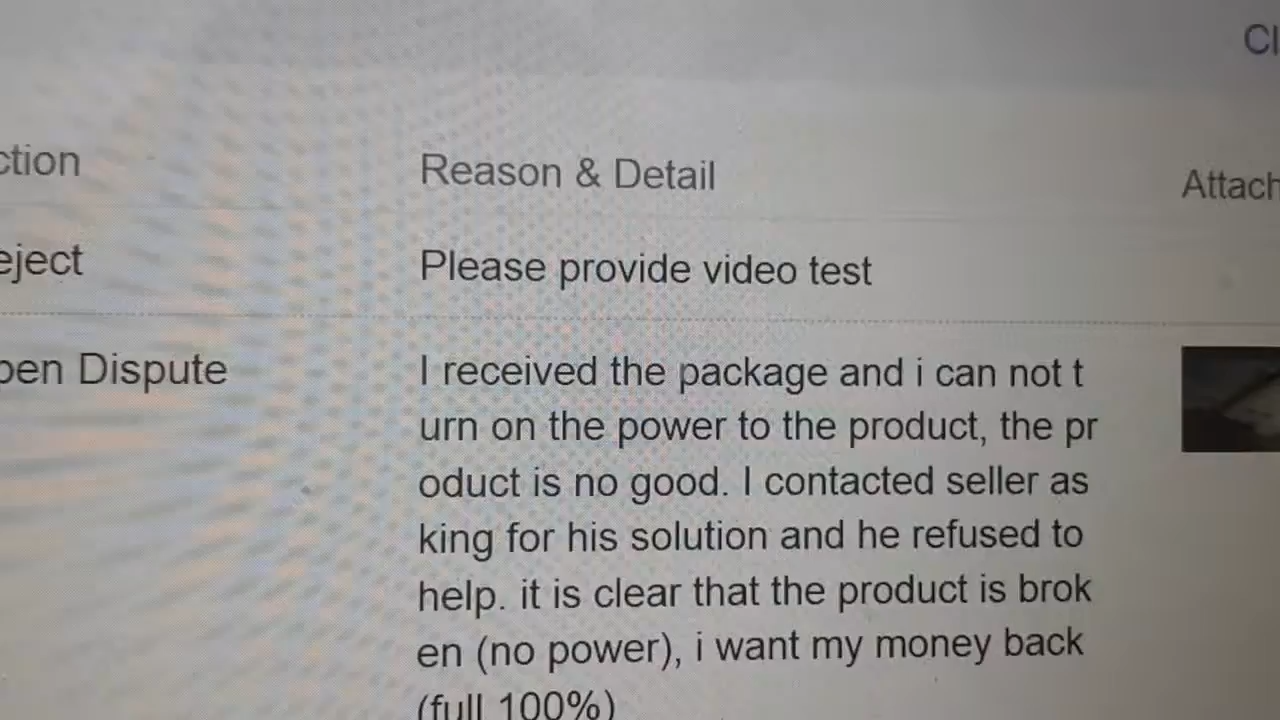 Cl
ction
Reason & Detail
Attach
eject
Please provide video test
pen Dispute
I received the package and i can not t
urn on the power to the product, the pr
oduct is no good. I contacted seller as
king for his solution and he refused to
help. it is clear that the product is brok
en (no power), i want my money back
(full 100%)